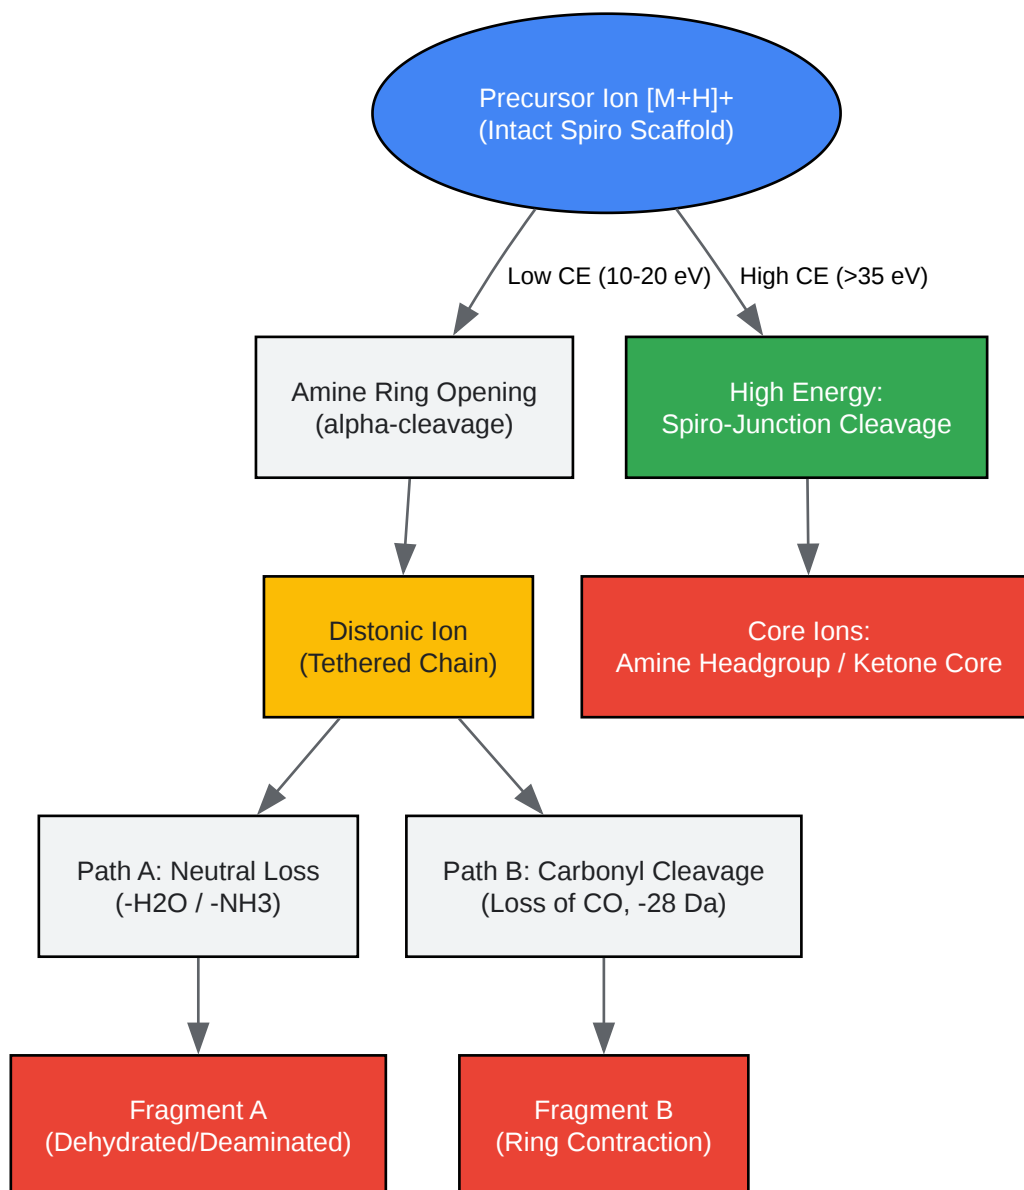 Precursor Ion [M+H]+
(Intact Spiro Scaffold)
Low CE (10-20 eV)
High CE (>35 eV)
Amine Ring Opening
(alpha-cleavage)
High Energy:
Spiro-Junction Cleavage
Distonic Ion
(Tethered Chain)
Core Ions:
Amine Headgroup / Ketone Core
Path A: Neutral Loss
(-H2O / -NH3)
Path B: Carbonyl Cleavage
(Loss of CO, -28 Da)
Fragment A
(Dehydrated/Deaminated)
Fragment B
(Ring Contraction)